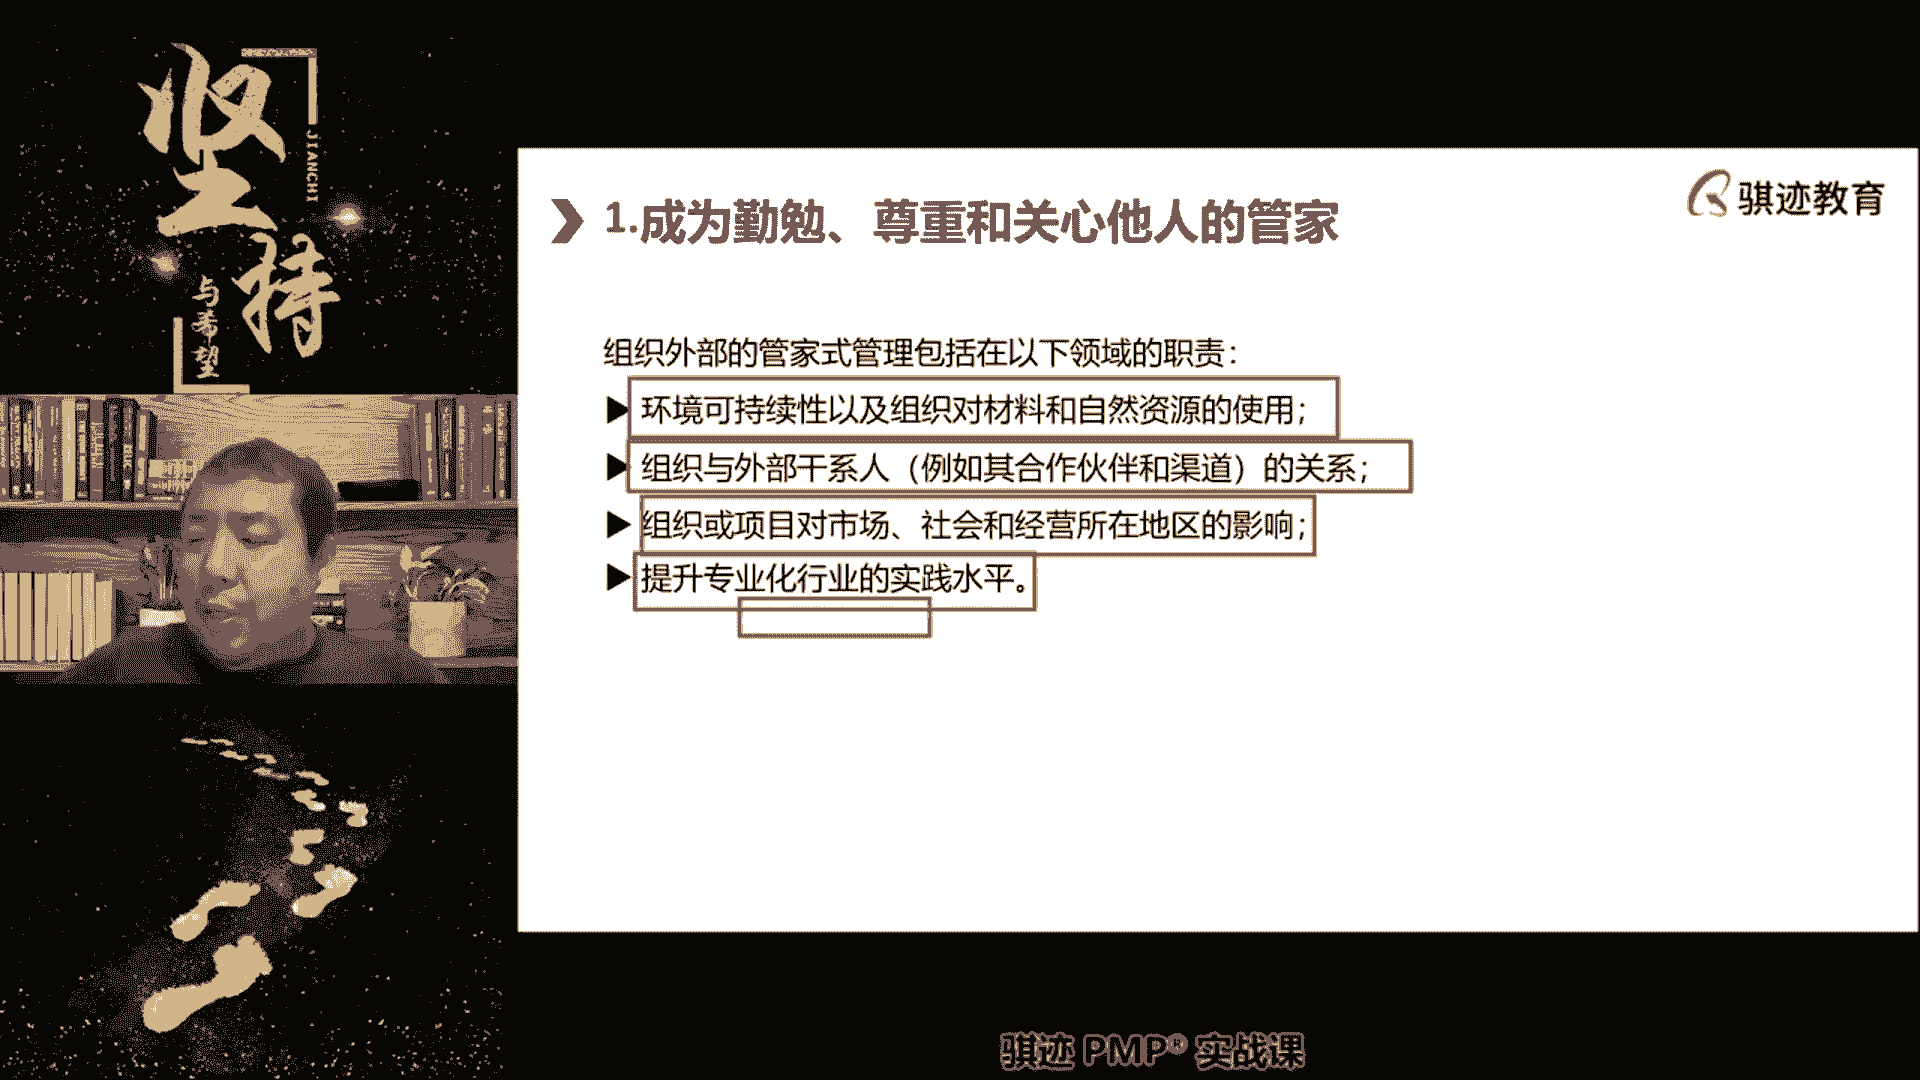 坚持
JIANCHI
与希望
骐迹教育
1.成为勤勉、尊重和关心他人的管家
组织外部的管家式管理包括在以下领域的职责：
环境可持续性以及组织对材料和自然资源的使用；
组织与外部干系人（例如其合作伙伴和渠道）的关系；
组织或项目对市场、社会和经营所在地区的影响；
提升专业化行业的实践水平。
骐迹 PMP® 实战课